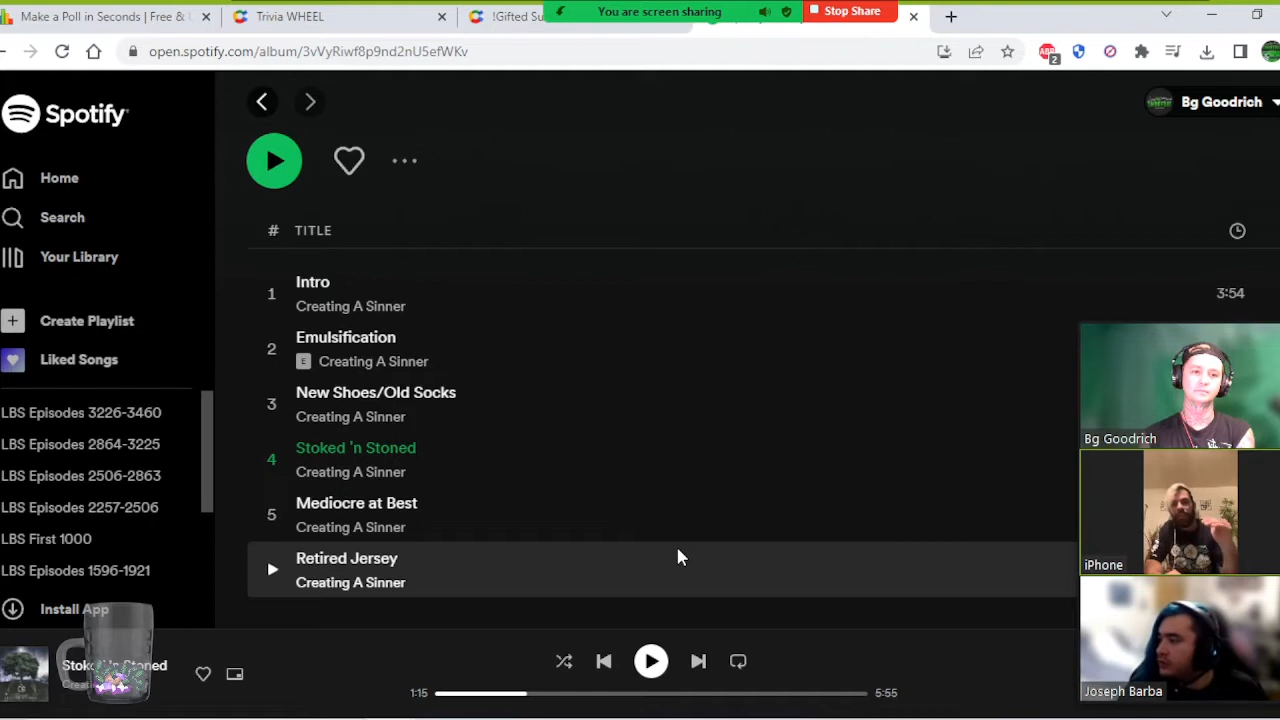 Make a Poll in Seconds | Free &
Trivia WHEEL
!Gifted Su
You are screen sharing
Stop Share
open.spotify.com/album/3vVyRiwf8p9nd2nU5efWKv
ABP
2
Spotify
Bg Goodrich
Home
Search
Your Library
Create Playlist
Liked Songs
LBS Episodes 3226-3460
LBS Episodes 2864-3225
LBS Episodes 2506-2863
LBS Episodes 2257-2506
LBS First 1000
LBS Episodes 1596-1921
Install App
# TITLE
1 Intro 3:54
Creating A Sinner
2 Emulsification
E Creating A Sinner
3 New Shoes/Old Socks
Creating A Sinner
4 Stoked 'n Stoned
Creating A Sinner
5 Mediocre at Best
Creating A Sinner
Retired Jersey
Creating A Sinner
Bg Goodrich
iPhone
Joseph Barba
Stoked 'n Stoned
1:15
5:55